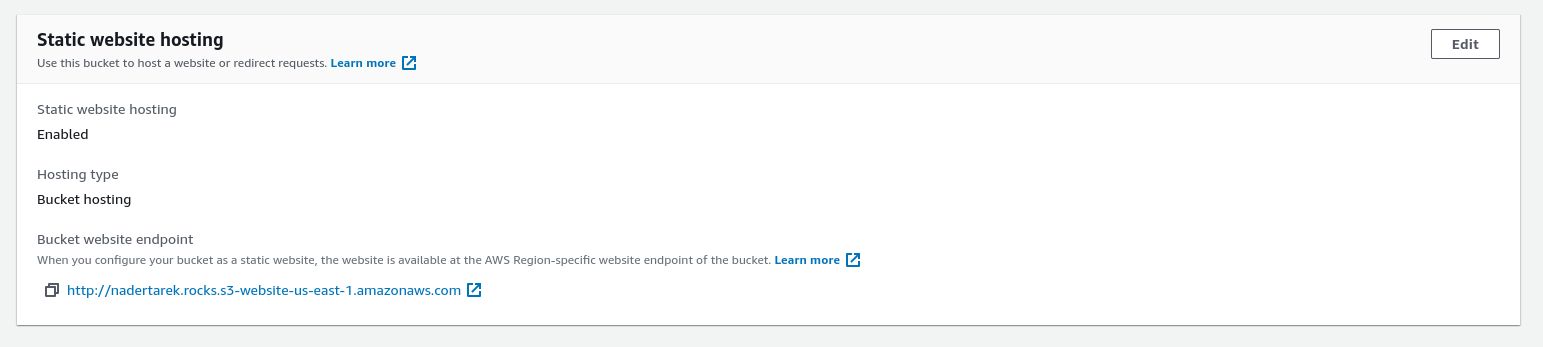 Static website hosting
Edit
Use this bucket to host a website or redirect requests. Learn more
Static website hosting
Enabled
Hosting type
Bucket hosting
Bucket website endpoint
When you configure your bucket as a static website, the website is available at the AWS Region-specific website endpoint of the bucket. Learn more
http://nadertarek.rocks.s3-website-us-east-1.amazonaws.com